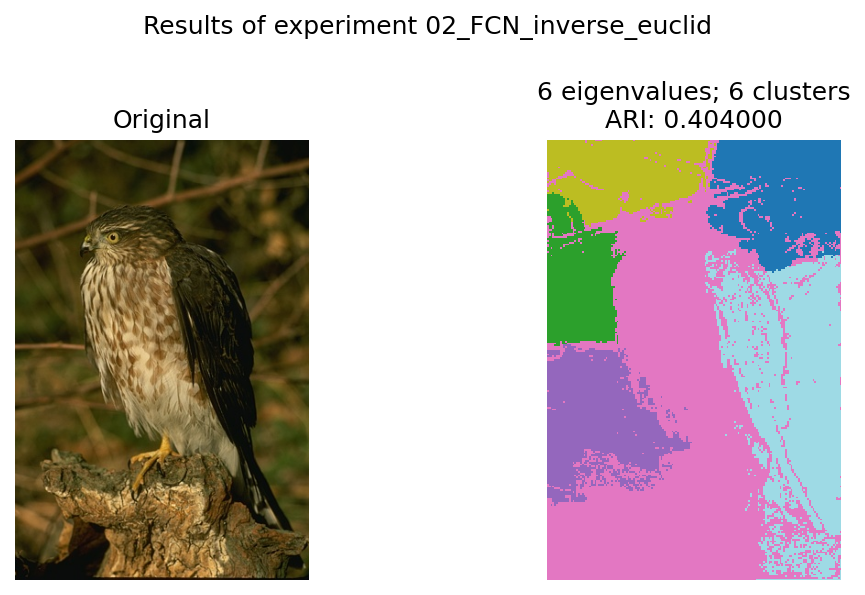 Results of experiment 02_FCN_inverse_euclid
Original
6 eigenvalues; 6 clusters
ARI: 0.404000